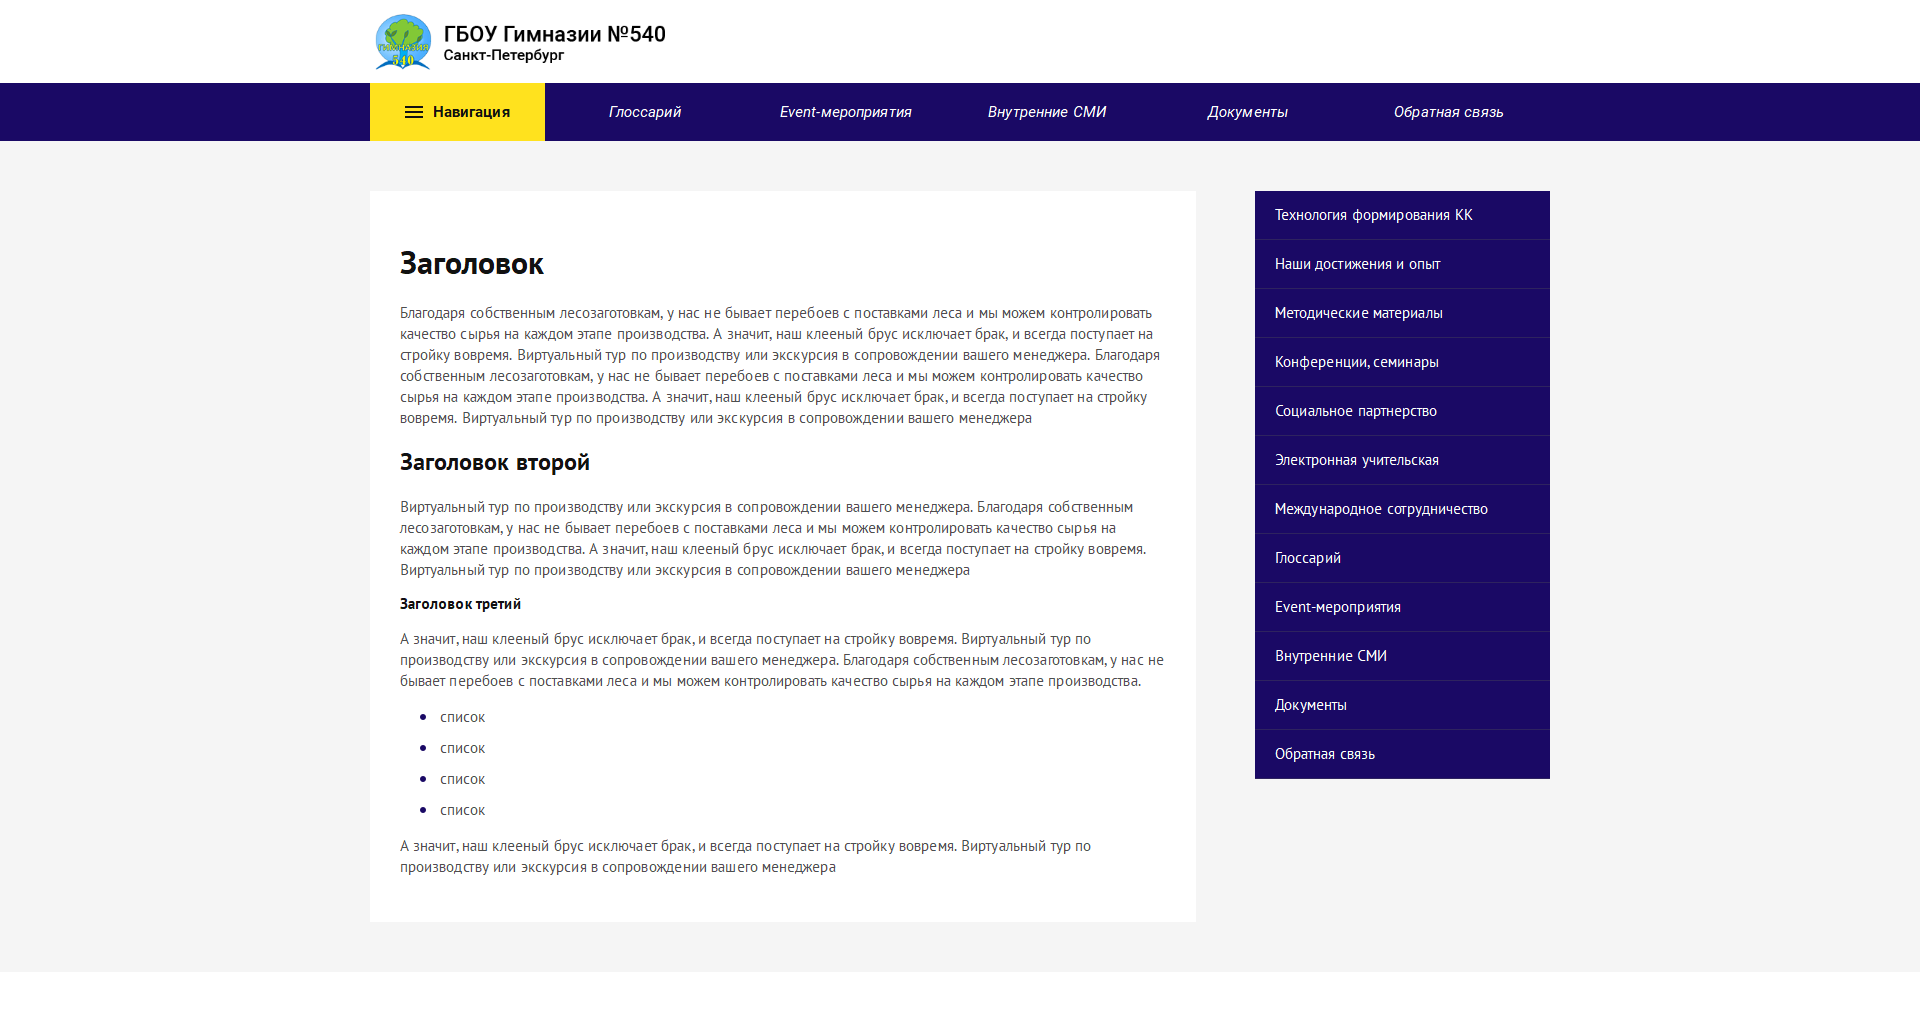 ГИМНАЗИЯ
540
ГБОУ Гимназии №540
Санкт-Петербург
Навигация
Глоссарий
Event-мероприятия
Внутренние СМИ
Документы
Обратная связь
Заголовок
Благодаря собственным лесозаготовкам, у нас не бывает перебоев с поставками леса и мы можем контролировать
качество сырья на каждом этапе производства. А значит, наш клееный брус исключает брак, и всегда поступает на
стройку вовремя. Виртуальный тур по производству или экскурсия в сопровождении вашего менеджера. Благодаря
собственным лесозаготовкам, у нас не бывает перебоев с поставками леса и мы можем контролировать качество
сырья на каждом этапе производства. А значит, наш клееный брус исключает брак, и всегда поступает на стройку
вовремя. Виртуальный тур по производству или экскурсия в сопровождении вашего менеджера
Заголовок второй
Виртуальный тур по производству или экскурсия в сопровождении вашего менеджера. Благодаря собственным
лесозаготовкам, у нас не бывает перебоев с поставками леса и мы можем контролировать качество сырья на
каждом этапе производства. А значит, наш клееный брус исключает брак, и всегда поступает на стройку вовремя.
Виртуальный тур по производству или экскурсия в сопровождении вашего менеджера
Заголовок третий
А значит, наш клееный брус исключает брак, и всегда поступает на стройку вовремя. Виртуальный тур по
производству или экскурсия в сопровождении вашего менеджера. Благодаря собственным лесозаготовкам, у нас не
бывает перебоев с поставками леса и мы можем контролировать качество сырья на каждом этапе производства.
список
список
список
список
А значит, наш клееный брус исключает брак, и всегда поступает на стройку вовремя. Виртуальный тур по
производству или экскурсия в сопровождении вашего менеджера
Технология формирования КК
Наши достижения и опыт
Методические материалы
Конференции, семинары
Социальное партнерство
Электронная учительская
Международное сотрудничество
Глоссарий
Event-мероприятия
Внутренние СМИ
Документы
Обратная связь